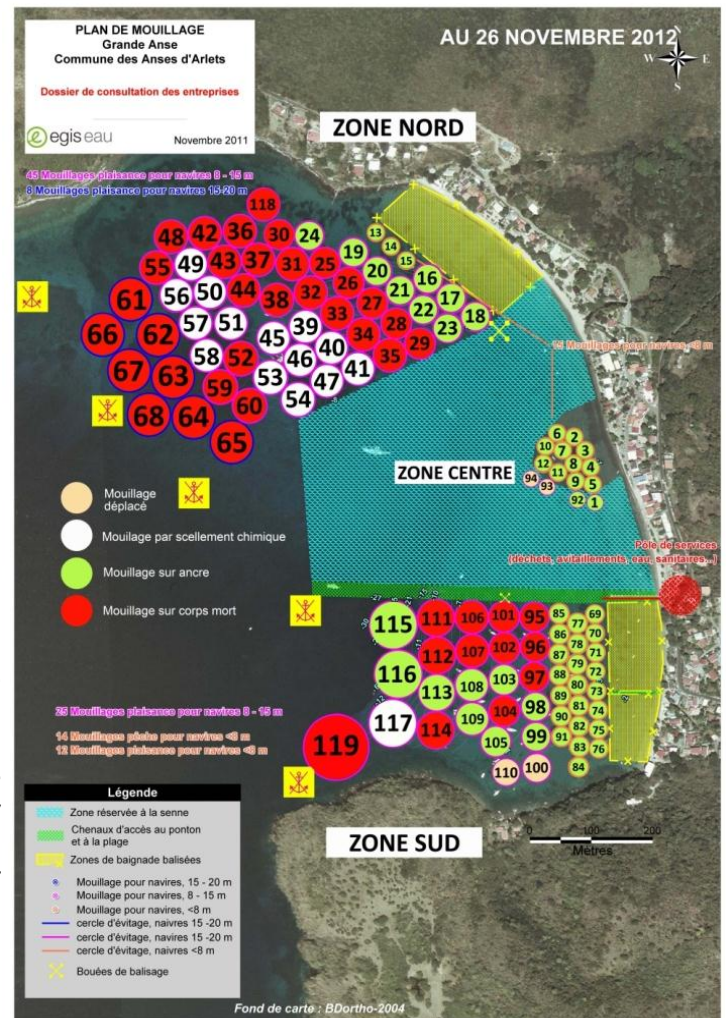 PLAN DE MOUILLAGE
Grande Anse
Commune des Anses d'Arlets
Dossier de consultation des entreprises
egis eau
Novembre 2011
AU 26 NOVEMBRE 2012
N
W
E
S
ZONE NORD
45 Mouillages plaisance pour navires 8 - 15 m
8 Mouillages plaisance pour navires 15-20 m
118
48 42 36 30 24
13
14
15
55 49 43 37 31 25 19
56 50 44 38 32 26 20 16
61 57 51 45 39 33 27 21 17
66 62 58 52 46 40 34 28 22 18
67 63 59 53 47 41 35 29 23
68 64 60 54
65
15 Mouillages pour navires <8 m
ZONE CENTRE
6 2
10 7 3
12 11 8 4
94 93 9 5
92 1
Mouillage
déplacé
Mouilage par scellement chimique
Mouillage sur ancre
Mouillage sur corps mort
Pôle de services
(déchets, avitaillements, eau, sanitaires...)
115 111 106 101 95 85 77 69
86 78 70
112 107 102 96 87 79 71
116 113 108 103 97 88 80 72
89 81 73
117 114 109 104 98 90 82 74
105 99 91 83 75
119 110 100 84 76
25 Mouillages plaisance pour navires 8 - 15 m
14 Mouillages pêche pour navires <8 m
12 Mouillages plaisance pour navires <8 m
ZONE SUD
0 100 200
Mètres
Légende
Zone réservée à la senne
Chenaux d'accès au ponton
et à la plage
Zones de baignade balisées
Mouillage pour navires, 15 - 20 m
Mouillage pour navires, 8 - 15 m
Mouillage pour navires, <8 m
cercle d'évitage, navires 15 -20 m
cercle d'évitage, navires 15 -20 m
cercle d'évitage, naivres <8 m
Bouées de balisage
Fond de carte : BDortho-2004